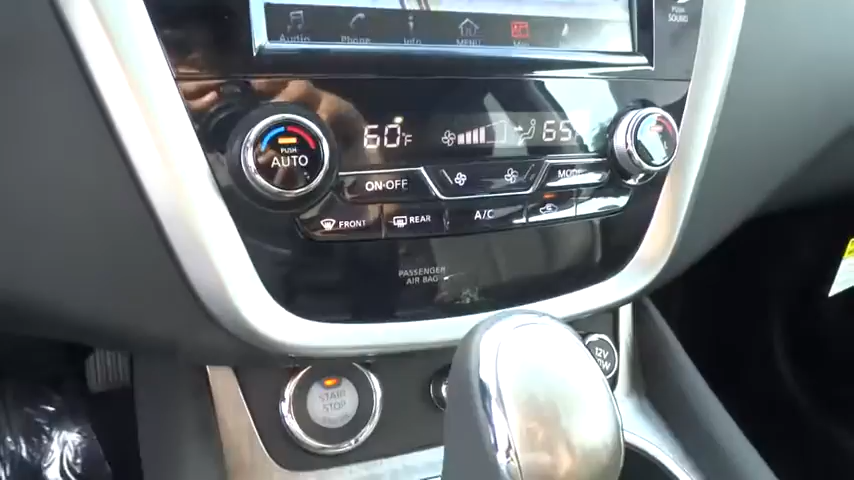 Audio
Phone
Info
MENU
PUSH
SOUND
PUSH
AUTO
60°F
65°F
ON·OFF
MODE
FRONT
REAR
A/C
PASSENGER
AIR BAG
START
STOP
ENGINE
12V